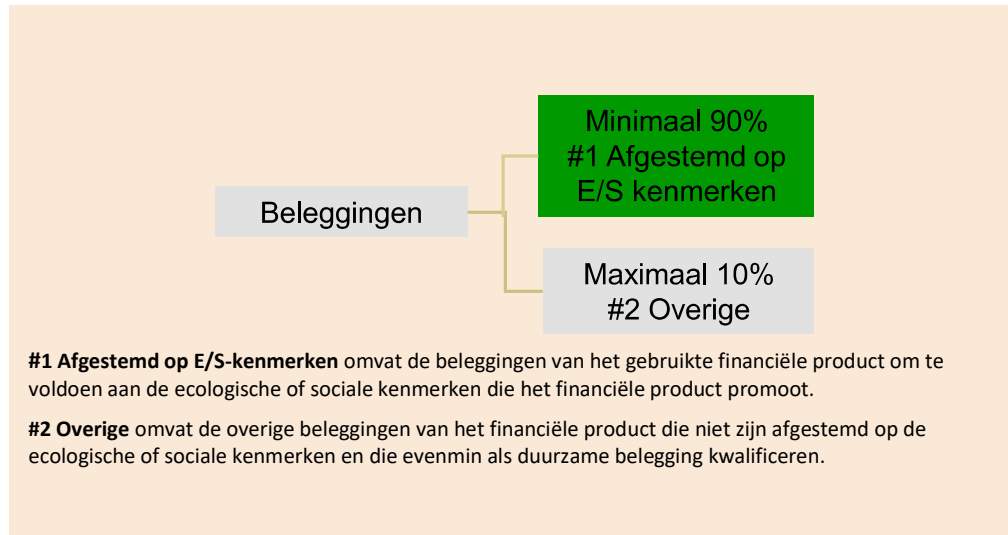 Minimaal 90%
#1 Afgestemd op
E/S kenmerken
Beleggingen
Maximaal 10%
#2 Overige
#1 Afgestemd op E/S-kenmerken omvat de beleggingen van het gebruikte financiële product om te
voldoen aan de ecologische of sociale kenmerken die het financiële product promoot.
#2 Overige omvat de overige beleggingen van het financiële product die niet zijn afgestemd op de
ecologische of sociale kenmerken en die evenmin als duurzame belegging kwalificeren.